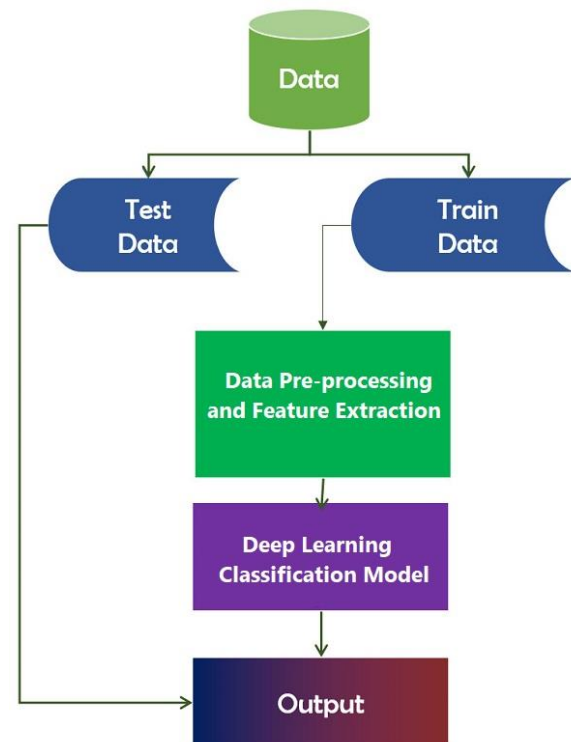 Data
Test
Data
Train
Data
Data Pre-processing
and Feature Extraction
Deep Learning
Classification Model
Output